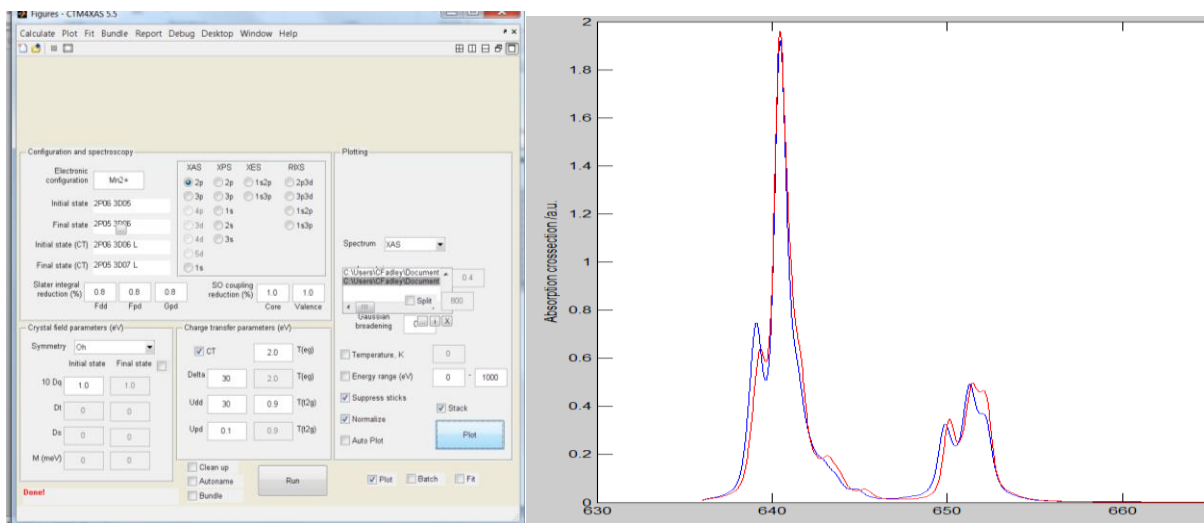 Figures - CTM4XAS 5.5
Calculate Plot Fit Bundle Report Debug Desktop Window Help
Configuration and spectroscopy
Electronic configuration Mn2+
Initial state 2P06 3D05
Final state 2P05 3D06
Initial state (CT) 2P06 3D06 L
Final state (CT) 2P05 3D07 L
XAS XPS XES RIXS
2p 2p 1s2p 2p3d
3p 3p 1s3p 3p3d
4p 1s 1s2p
3d 2s 1s3p
4d 3s
5d
1s
Slater integral reduction (%) 0.8 0.8 0.8
Fdd Fpd Gpd
SO coupling reduction (%) 1.0 1.0
Core Valence
Crystal field parameters (eV)
Symmetry Oh
Initial state Final state
10 Dq 1.0 1.0
Dt 0 0
Ds 0 0
M (meV) 0 0
Charge transfer parameters (eV)
CT 2.0 T(eg)
Delta 30 2.0 T(eg)
Udd 30 0.9 T(t2g)
Upd 0.1 0.9 T(t2g)
Plotting
Spectrum XAS
C:\Users\CFadley\Document
0.4
C:\Users\CFadley\Document
Split 800
Gaussian broadening
... + X
Temperature, K 0
Energy range (eV) 0 - 1000
Suppress sticks
Stack
Normalize
Auto Plot
Plot
Clean up
Autoname
Bundle
Run
Plot Batch Fit
Done!
Absorption crossection /a.u.
2
1.8
1.6
1.4
1.2
1
0.8
0.6
0.4
0.2
0
630 640 650 660